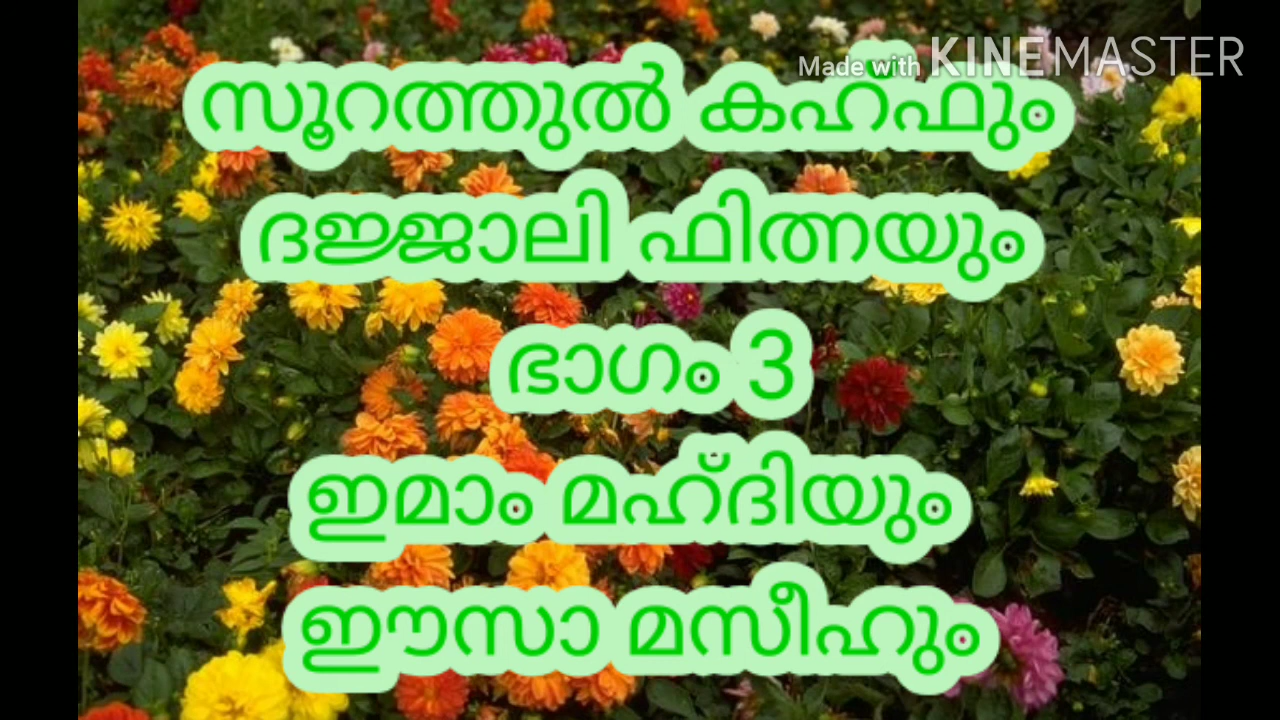 Made with KINEMASTER
സൂറത്തുൽ കഹ്ഫും
ദജ്ജാലി ഫിത്നയും
ഭാഗം 3
ഇമാം മഹ്ദിയും
ഈസാ മസീഹും